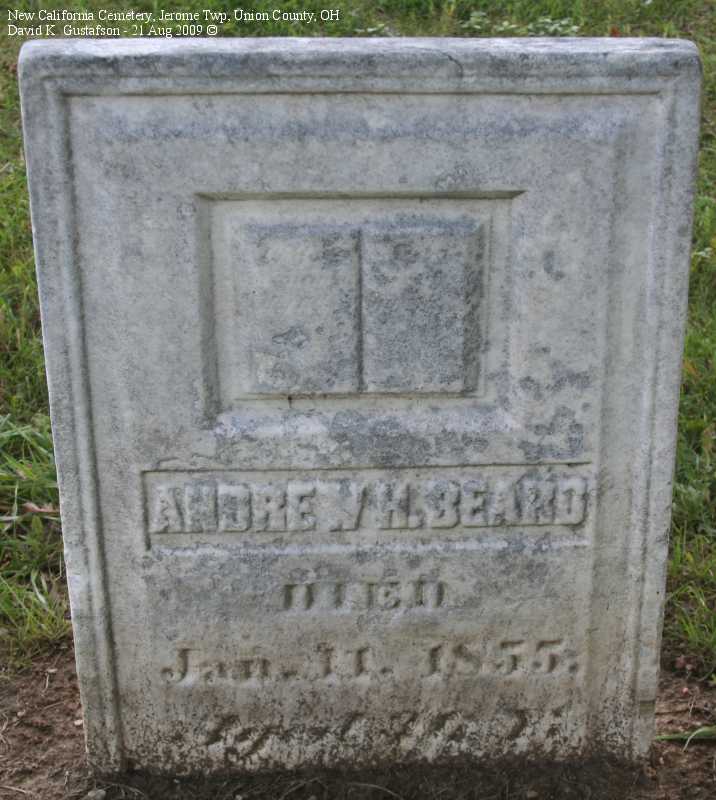 New California Cemetery, Jerome Twp, Union County, OH
David K. Gustafson - 21 Aug 2009 ©
ANDREW H. BEARD
DIED
Jan. 11. 1855.
Aged